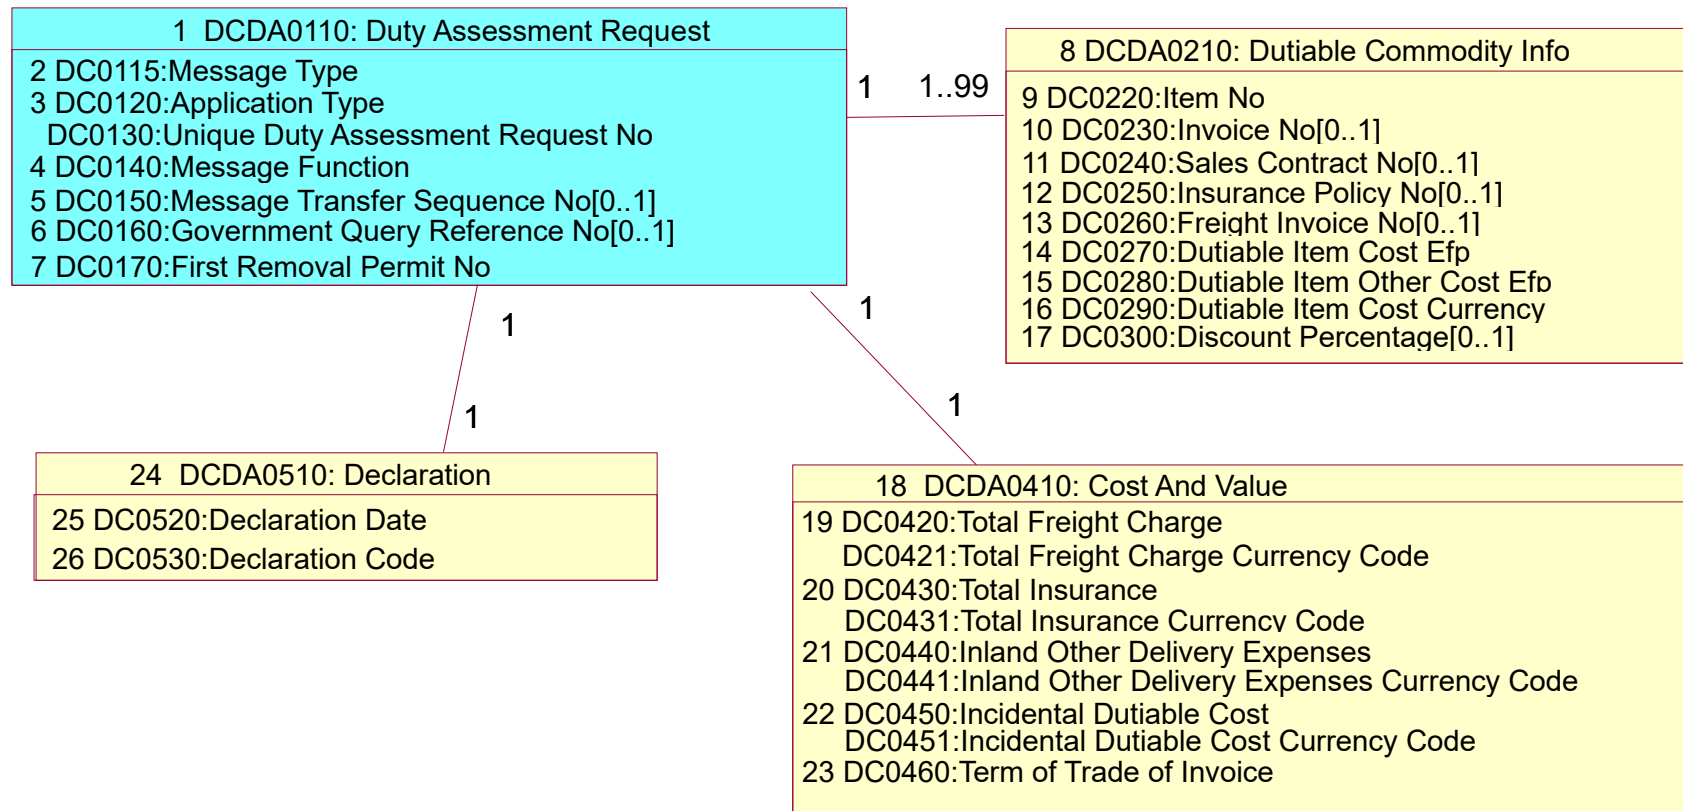 1 DCDA0110: Duty Assessment Request
2 DC0115:Message Type
3 DC0120:Application Type
DC0130:Unique Duty Assessment Request No
4 DC0140:Message Function
5 DC0150:Message Transfer Sequence No[0..1]
6 DC0160:Government Query Reference No[0..1]
7 DC0170:First Removal Permit No
1 1..99
8 DCDA0210: Dutiable Commodity Info
9 DC0220:Item No
10 DC0230:Invoice No[0..1]
11 DC0240:Sales Contract No[0..1]
12 DC0250:Insurance Policy No[0..1]
13 DC0260:Freight Invoice No[0..1]
14 DC0270:Dutiable Item Cost Efp
15 DC0280:Dutiable Item Other Cost Efp
16 DC0290:Dutiable Item Cost Currency
17 DC0300:Discount Percentage[0..1]
1
1
1
1
24 DCDA0510: Declaration
25 DC0520:Declaration Date
26 DC0530:Declaration Code
18 DCDA0410: Cost And Value
19 DC0420:Total Freight Charge
DC0421:Total Freight Charge Currency Code
20 DC0430:Total Insurance
DC0431:Total Insurance Currency Code
21 DC0440:Inland Other Delivery Expenses
DC0441:Inland Other Delivery Expenses Currency Code
22 DC0450:Incidental Dutiable Cost
DC0451:Incidental Dutiable Cost Currency Code
23 DC0460:Term of Trade of Invoice